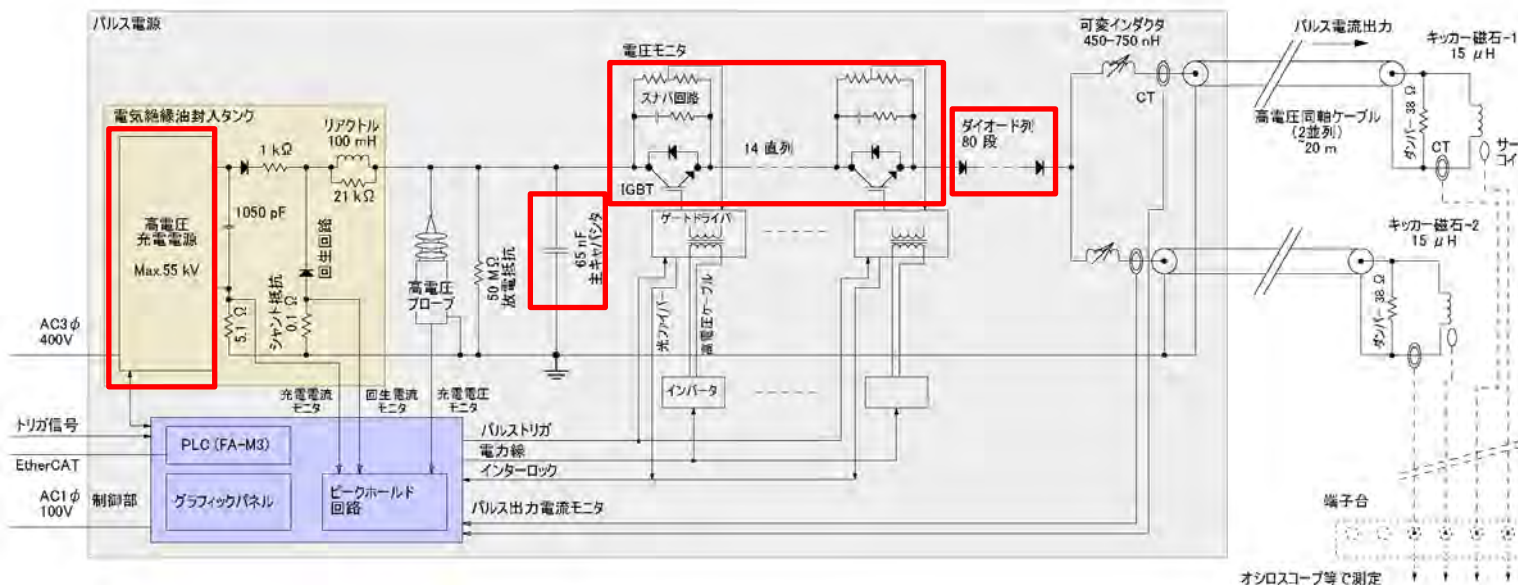 パルス電源
電気絶縁油封入タンク
高電圧
充電電源
Max.55 kV
1050 pF
1 kΩ
リアクトル
100 mH
21 kΩ
回生回路
5.1 Ω
シャント抵抗
0.1 Ω
高電圧
プローブ
50 MΩ
放電抵抗
65 nF
主キャパシタ
電圧モニタ
スナバ回路
IGBT
14 直列
ゲートドライバ
光ファイバー
高電圧ケーブル
インバータ
ダイオード列
80 段
可変インダクタ
450-750 nH
CT
パルス電流出力
高電圧同軸ケーブル
(2並列)
~20 m
キッカー磁石-1
15 μH
ダンパー 38 Ω
CT
サー
コイ
キッカー磁石-2
15 μH
ダンパー 38 Ω
AC3φ
400V
トリガ信号
EtherCAT
AC1φ
100V
制御部
PLC (FA-M3)
グラフィックパネル
ピークホールド
回路
充電電流
モニタ
回生電流
モニタ
充電電圧
モニタ
パルストリガ
電力線
インターロック
パルス出力電流モニタ
端子台
オシロスコープ等で測定